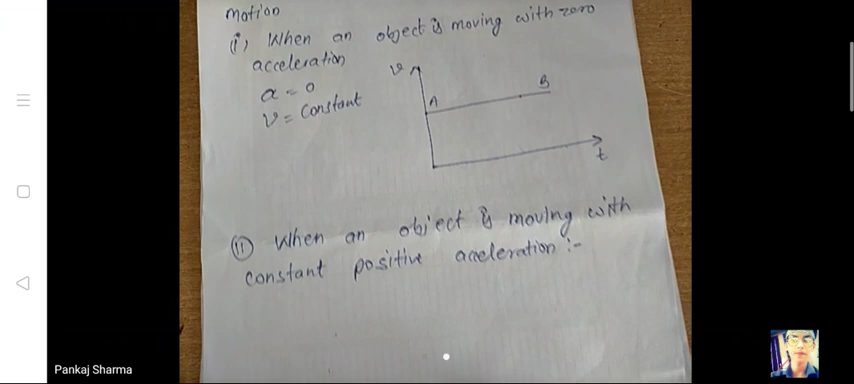 motion
(i) When an object is moving with zero
acceleration
a = 0
v = constant
v
A
B
t
(ii) When an object is moving with
constant positive acceleration :-
Pankaj Sharma